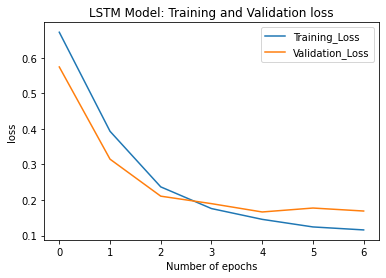 LSTM Model: Training and Validation loss
Training_Loss
Validation_Loss
loss
0.6
0.5
0.4
0.3
0.2
0.1
0 1 2 3 4 5 6
Number of epochs